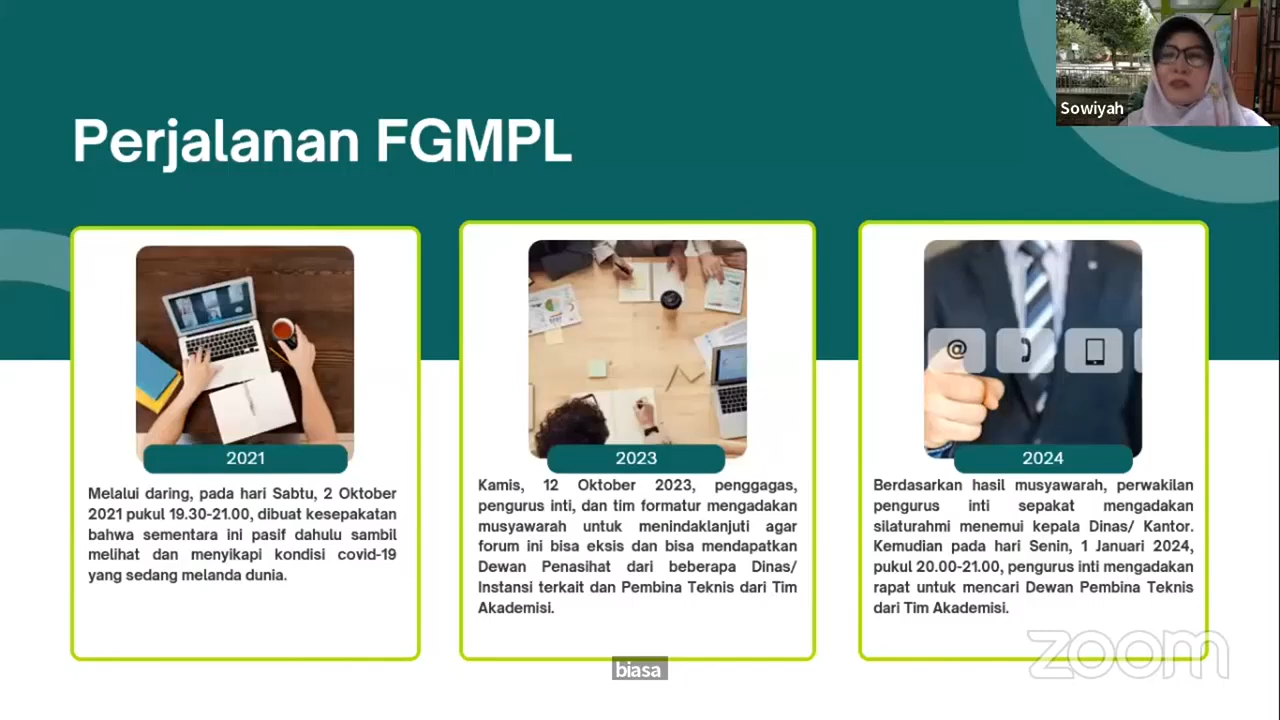 Sowiyah
Perjalanan FGMPL
2021
Melalui daring, pada hari Sabtu, 2 Oktober
2021 pukul 19.30-21.00, dibuat kesepakatan
bahwa sementara ini pasif dahulu sambil
melihat dan menyikapi kondisi covid-19
yang sedang melanda dunia.
2023
Kamis, 12 Oktober 2023, penggagas,
pengurus inti, dan tim formatur mengadakan
musyawarah untuk menindaklanjuti agar
forum ini bisa eksis dan bisa mendapatkan
Dewan Penasihat dari beberapa Dinas/
Instansi terkait dan Pembina Teknis dari Tim
Akademisi.
@
2024
Berdasarkan hasil musyawarah, perwakilan
pengurus inti sepakat mengadakan
silaturahmi menemui kepala Dinas/ Kantor.
Kemudian pada hari Senin, 1 Januari 2024,
pukul 20.00-21.00, pengurus inti mengadakan
rapat untuk mencari Dewan Pembina Teknis
dari Tim Akademisi.
zoom
biasa